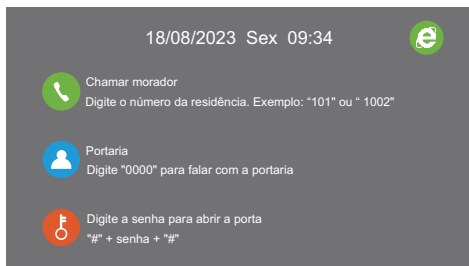 18/08/2023 Sex 09:34
Chamar morador
Digite o número da residência. Exemplo: “101" ou “ 1002"
Portaria
Digite "0000" para falar com a portaria
Digite a senha para abrir a porta
"#" + senha + "#"